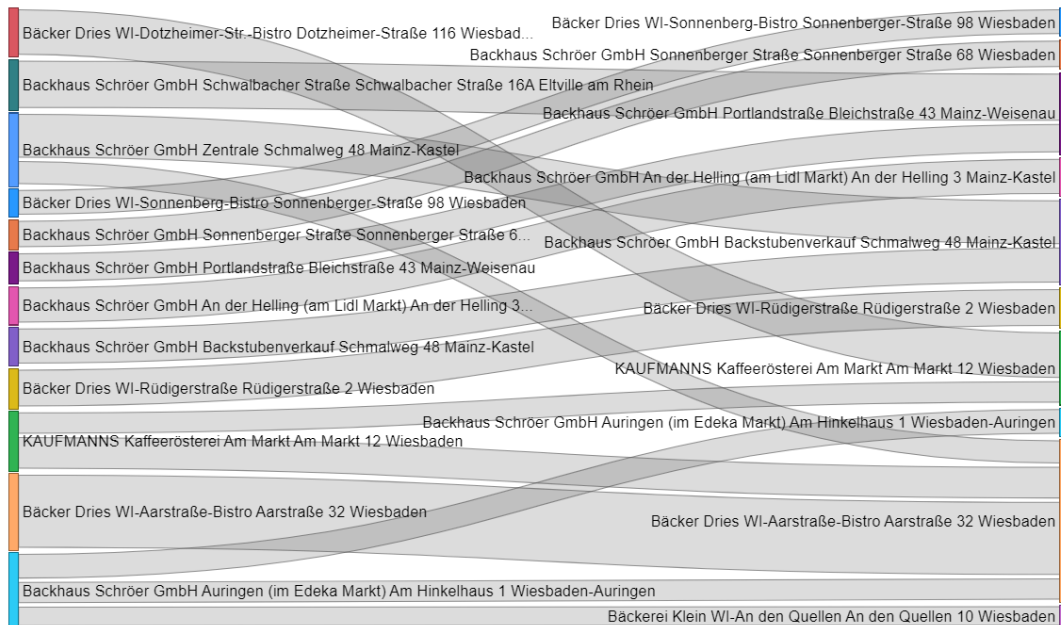 Bäcker Dries WI-Dotzheimer-Str.-Bistro Dotzheimer-Straße 116 Wiesbad...
Backhaus Schröer GmbH Schwalbacher Straße Schwalbacher Straße 16A Eltville am Rhein
Backhaus Schröer GmbH Zentrale Schmalweg 48 Mainz-Kastel
Bäcker Dries WI-Sonnenberg-Bistro Sonnenberger-Straße 98 Wiesbaden
Backhaus Schröer GmbH Sonnenberger Straße Sonnenberger Straße 6...
Backhaus Schröer GmbH Portlandstraße Bleichstraße 43 Mainz-Weisenau
Backhaus Schröer GmbH An der Helling (am Lidl Markt) An der Helling 3...
Backhaus Schröer GmbH Backstubenverkauf Schmalweg 48 Mainz-Kastel
Bäcker Dries WI-Rüdigerstraße Rüdigerstraße 2 Wiesbaden
KAUFMANNS Kaffeerösterei Am Markt Am Markt 12 Wiesbaden
Bäcker Dries WI-Aarstraße-Bistro Aarstraße 32 Wiesbaden
Backhaus Schröer GmbH Auringen (im Edeka Markt) Am Hinkelhaus 1 Wiesbaden-Auringen
Bäcker Dries WI-Sonnenberg-Bistro Sonnenberger-Straße 98 Wiesbaden
Backhaus Schröer GmbH Sonnenberger Straße Sonnenberger Straße 68 Wiesbaden
Backhaus Schröer GmbH Portlandstraße Bleichstraße 43 Mainz-Weisenau
Backhaus Schröer GmbH An der Helling (am Lidl Markt) An der Helling 3 Mainz-Kastel
Backhaus Schröer GmbH Backstubenverkauf Schmalweg 48 Mainz-Kastel
Bäcker Dries WI-Rüdigerstraße Rüdigerstraße 2 Wiesbaden
KAUFMANNS Kaffeerösterei Am Markt Am Markt 12 Wiesbaden
Backhaus Schröer GmbH Auringen (im Edeka Markt) Am Hinkelhaus 1 Wiesbaden-Auringen
Bäcker Dries WI-Aarstraße-Bistro Aarstraße 32 Wiesbaden
Bäckerei Klein WI-An den Quellen An den Quellen 10 Wiesbaden